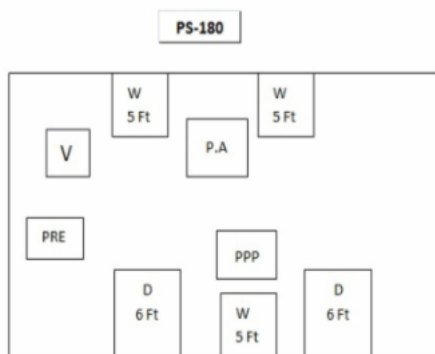 PS-180
W W
5 Ft 5 Ft
V P.A
PRE
PPP
D D
6 Ft W 6 Ft
5 Ft